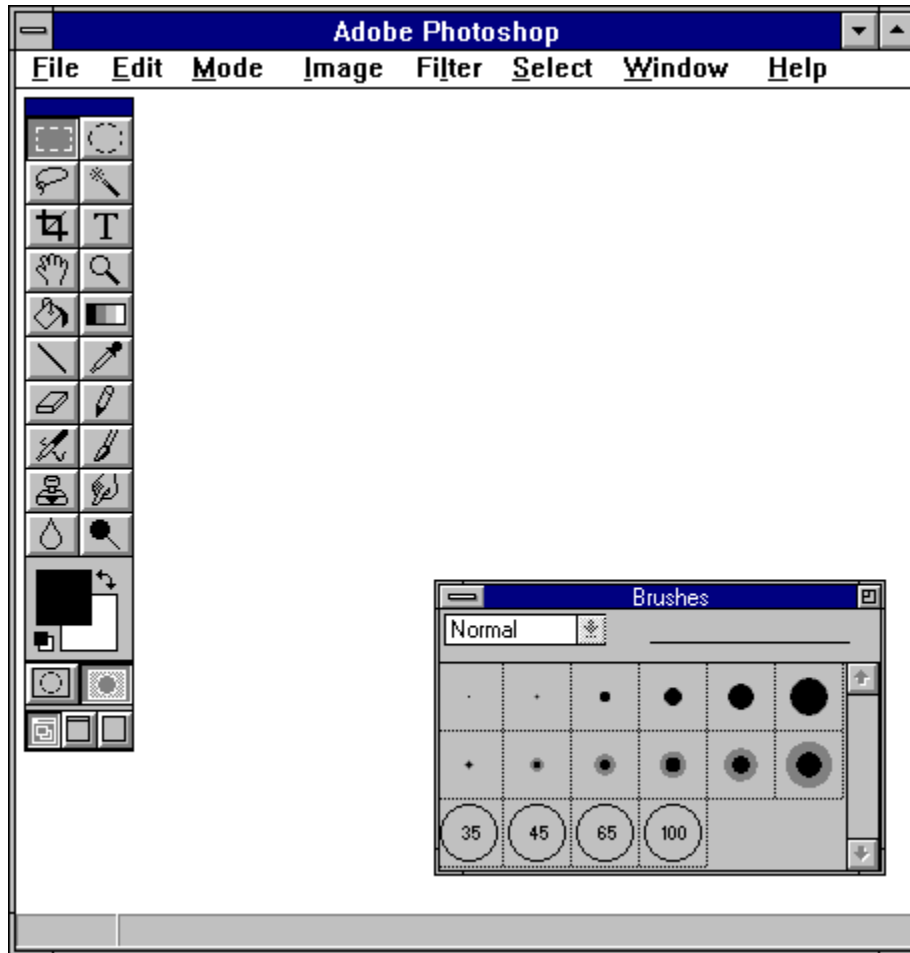 Adobe Photoshop
File Edit Mode Image Filter Select Window Help
T
Brushes
Normal
35 45 65 100